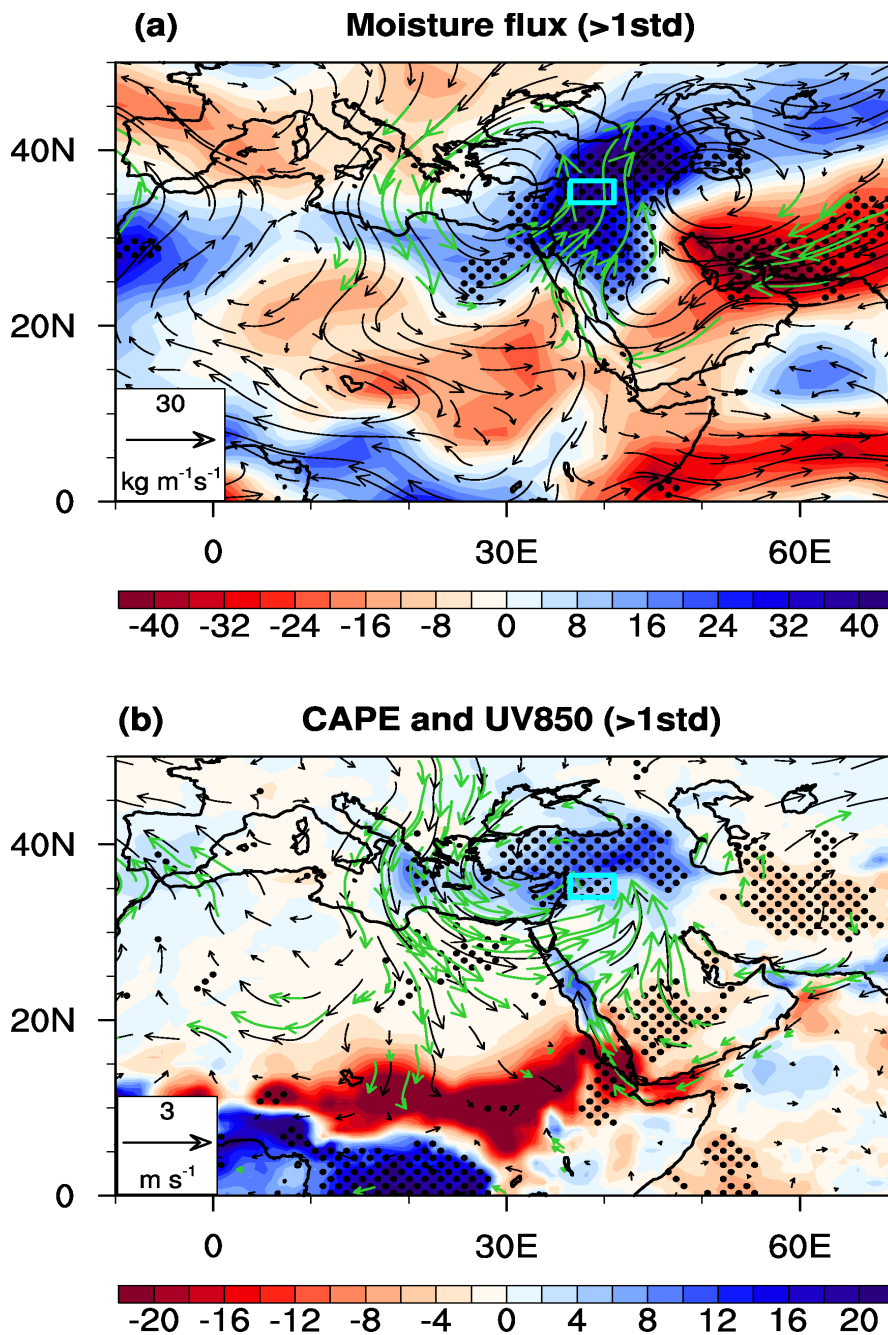 (a) Moisture flux (>1std)
40N
20N
0
30
kg m⁻¹s⁻¹
0 30E 60E
-40 -32 -24 -16 -8 0 8 16 24 32 40
(b) CAPE and UV850 (>1std)
40N
20N
0
3
m s⁻¹
0 30E 60E
-20 -16 -12 -8 -4 0 4 8 12 16 20